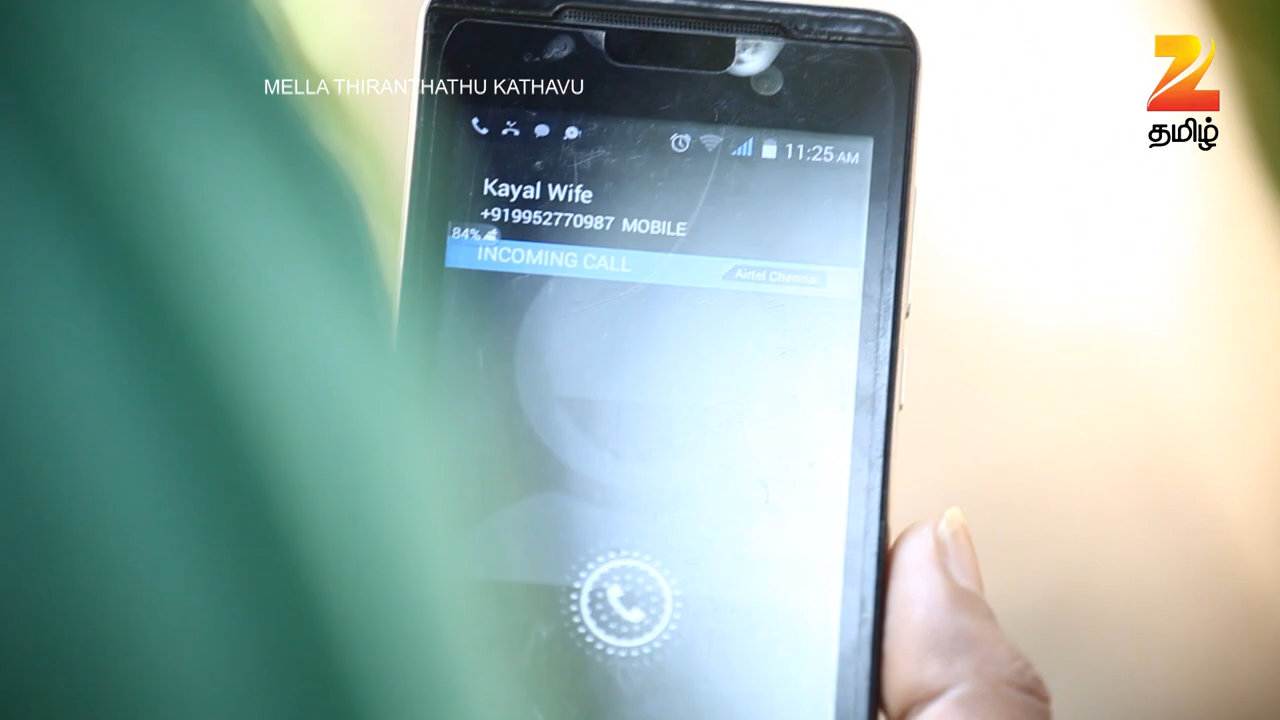 MELLA THIRANTHATHU KATHAVU
தமிழ்
11:25 AM
Kayal Wife
+919952770987 MOBILE
84%
INCOMING CALL
Airtel Chennai